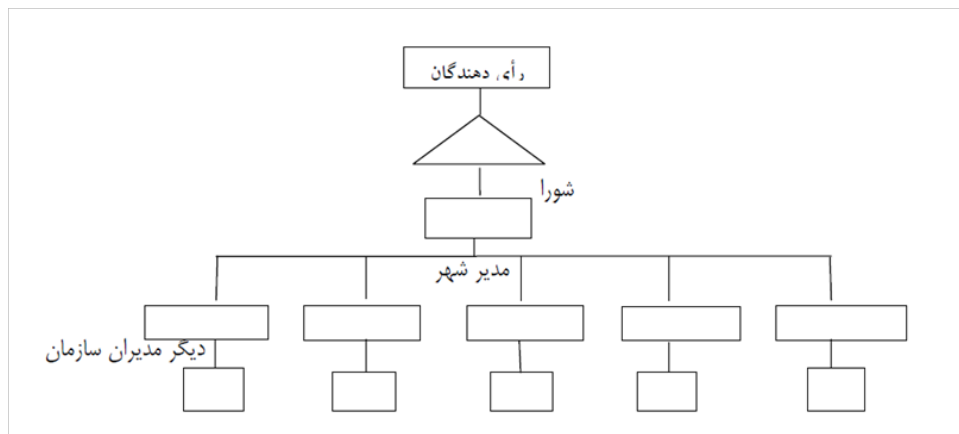 رأی دهندگان
شورا
مدیر شهر
دیگر مدیران سازمان